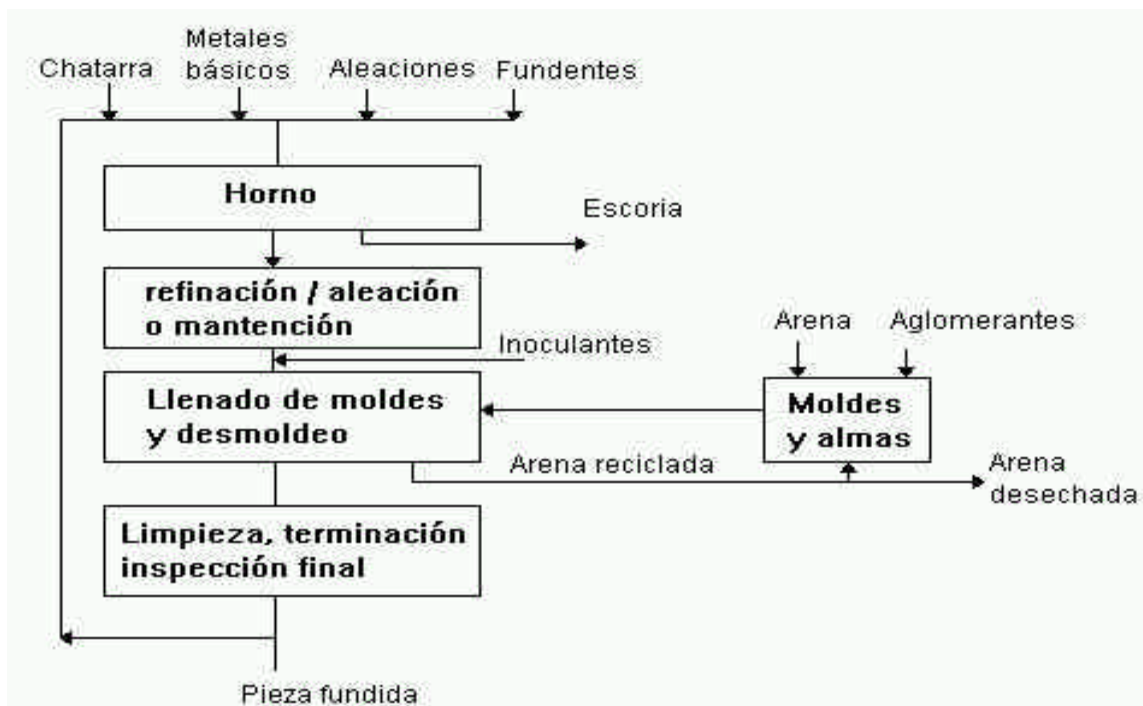 Chatarra
Metales
básicos
Aleaciones
Fundentes
Horno
Escoria
refinación / aleación
o mantención
Inoculantes
Arena
Aglomerantes
Llenado de moldes
y desmoldeo
Moldes
y almas
Arena reciclada
Arena
desechada
Limpieza, terminación
inspección final
Pieza fundida